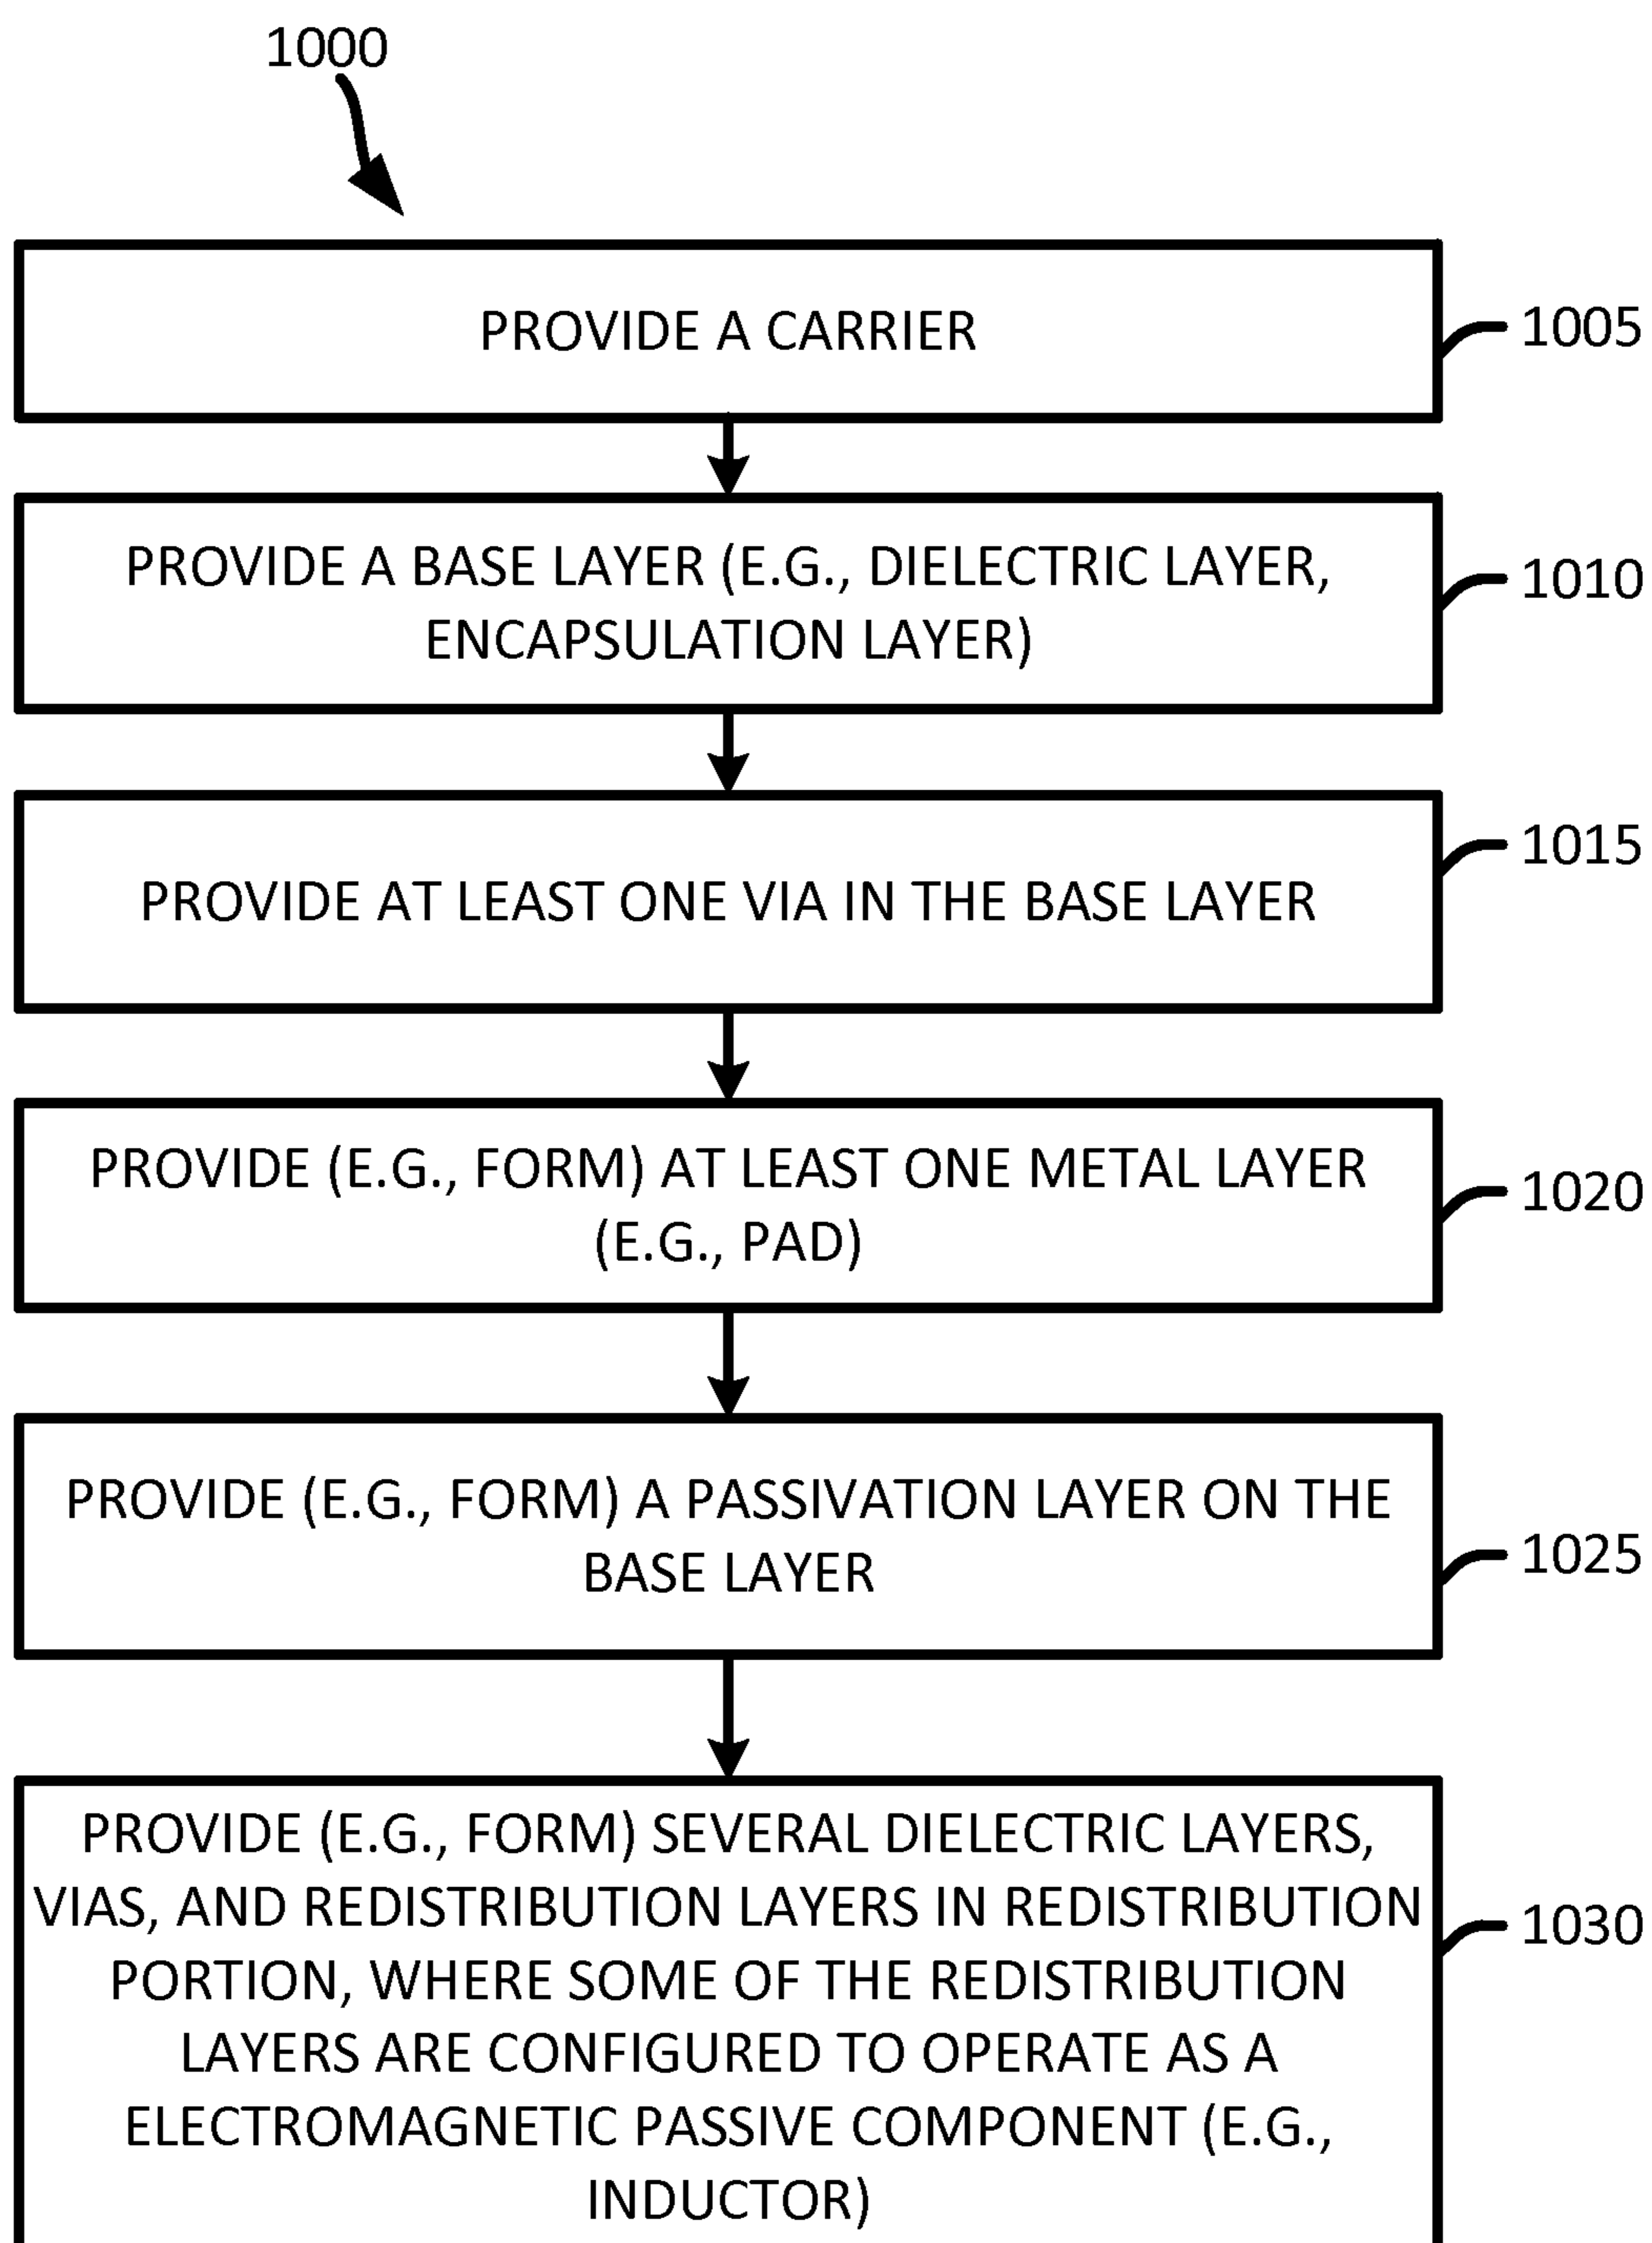 1000
PROVIDE A CARRIER
1005
PROVIDE A BASE LAYER (E.G., DIELECTRIC LAYER,
ENCAPSULATION LAYER)
1010
PROVIDE AT LEAST ONE VIA IN THE BASE LAYER
1015
PROVIDE (E.G., FORM) AT LEAST ONE METAL LAYER
(E.G., PAD)
1020
PROVIDE (E.G., FORM) A PASSIVATION LAYER ON THE
BASE LAYER
1025
PROVIDE (E.G., FORM) SEVERAL DIELECTRIC LAYERS,
VIAS, AND REDISTRIBUTION LAYERS IN REDISTRIBUTION
PORTION, WHERE SOME OF THE REDISTRIBUTION
LAYERS ARE CONFIGURED TO OPERATE AS A
ELECTROMAGNETIC PASSIVE COMPONENT (E.G.,
INDUCTOR)
1030